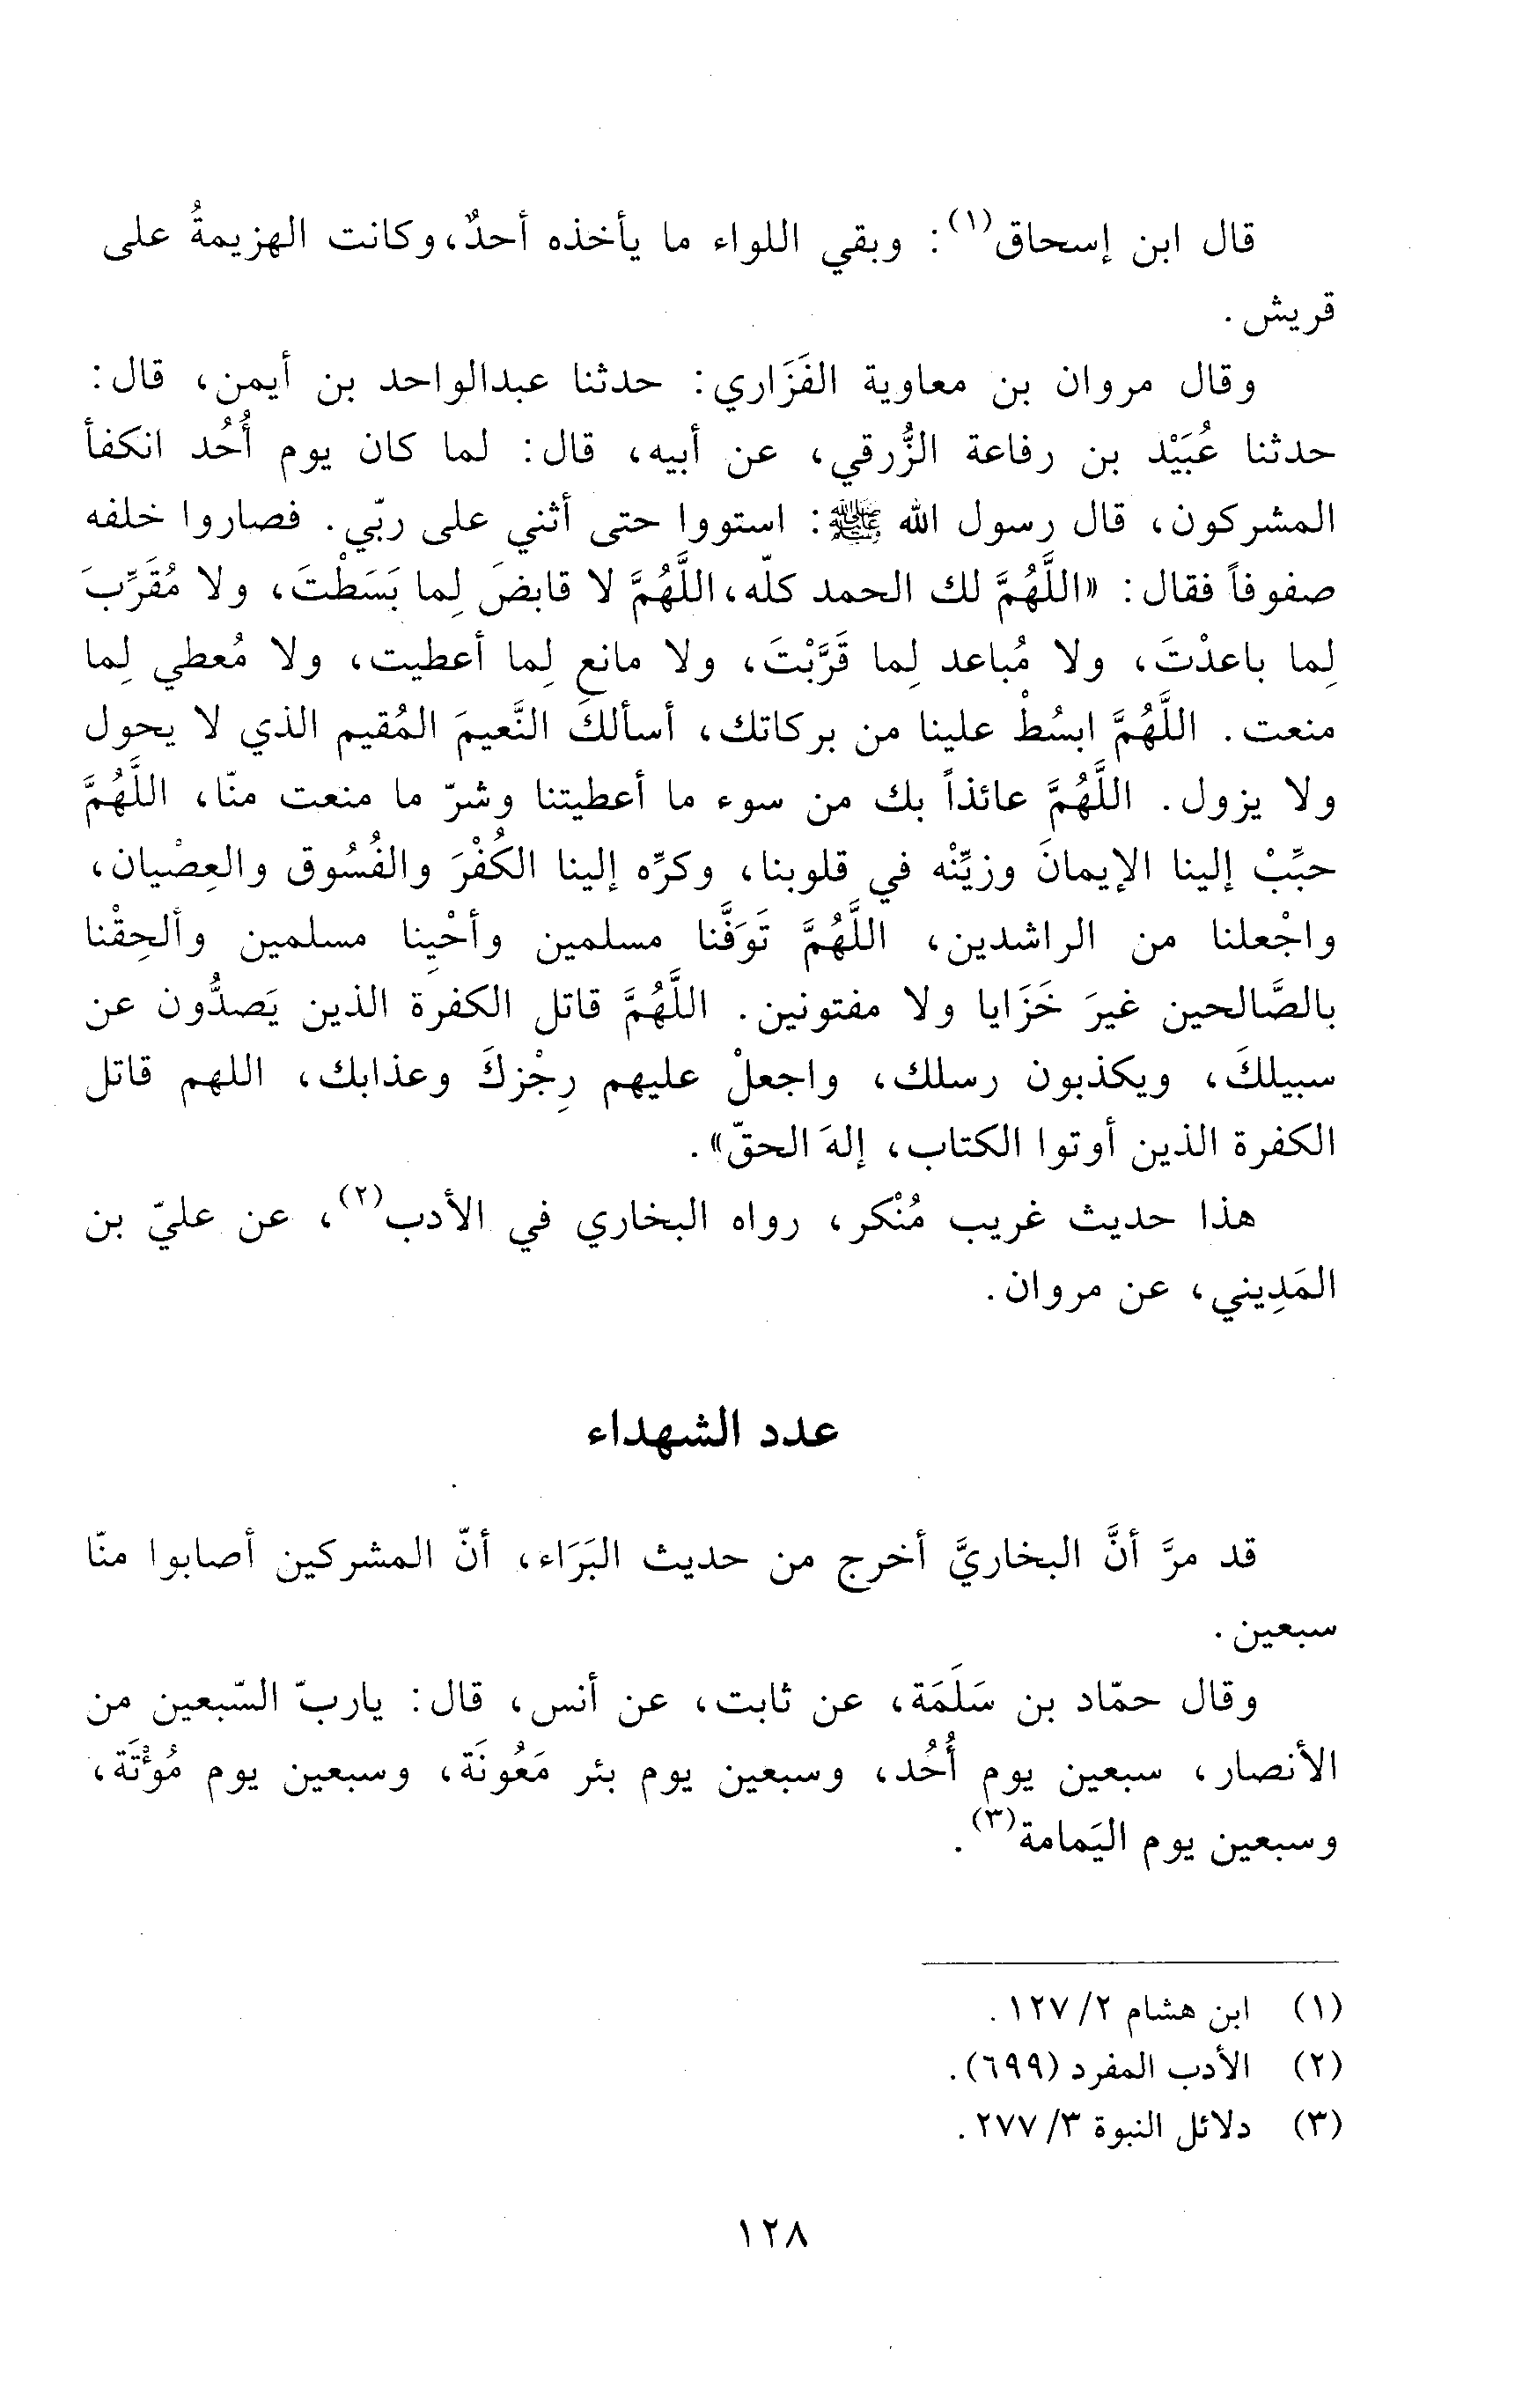 قال ابن إسحاق(١): وبقي اللواء ما يأخذه أحدٌ، وكانت الهزيمةُ على
قريش.
وقال مروان بن معاوية الفَزَاري: حدثنا عبدالواحد بن أيمن، قال:
حدثنا عُبَيْد بن رفاعة الزُّرقي، عن أبيه، قال: لما كان يوم أُحُد انكفأ
المشركون، قال رسول الله ﷺ: استووا حتى أثني على ربّي. فصاروا خلفه
صفوفاً فقال: «اللَّهُمَّ لك الحمد كلّه، اللَّهُمَّ لا قابضَ لِما بَسَطْتَ، ولا مُقَرِّبَ
لِما باعدْتَ، ولا مُباعد لِما قَرَّبْتَ، ولا مانع لِما أعطيت، ولا مُعطي لِما
منعت. اللَّهُمَّ ابسُطْ علينا من بركاتك، أسألكَ النَّعيمَ المُقيم الذي لا يحول
ولا يزول. اللَّهُمَّ عائذاً بك من سوء ما أعطيتنا وشرّ ما منعت منّا، اللَّهُمَّ
حبِّبْ إلينا الإيمانَ وزيِّنْه في قلوبنا، وكرِّه إلينا الكُفْرَ والفُسُوق والعِصْيان،
واجْعلنا من الراشدين، اللَّهُمَّ تَوَفَّنا مسلمين وأحْيِنا مسلمين وألحِقْنا
بالصَّالحين غيرَ خَزَايا ولا مفتونين. اللَّهُمَّ قاتل الكفرة الذين يَصدُّون عن
سبيلكَ، ويكذبون رسلك، واجعلْ عليهم رِجْزكَ وعذابك، اللهم قاتل
الكفرة الذين أوتوا الكتاب، إلهَ الحقّ».
هذا حديث غريب مُنْكر، رواه البخاري في الأدب(٢)، عن عليّ بن
المَدِيني، عن مروان.
عدد الشهداء
قد مرَّ أنَّ البخاريَّ أخرج من حديث البَرَاء، أنّ المشركين أصابوا منّا
سبعين.
وقال حمّاد بن سَلَمَة، عن ثابت، عن أنس، قال: ياربّ السّبعين من
الأنصار، سبعين يوم أُحُد، وسبعين يوم بئر مَعُونَة، وسبعين يوم مُؤْتَة،
وسبعين يوم اليَمامة(٣).
(١) ابن هشام ٢/ ١٢٧.
(٢) الأدب المفرد (٦٩٩).
(٣) دلائل النبوة ٣/ ٢٧٧.
١٢٨